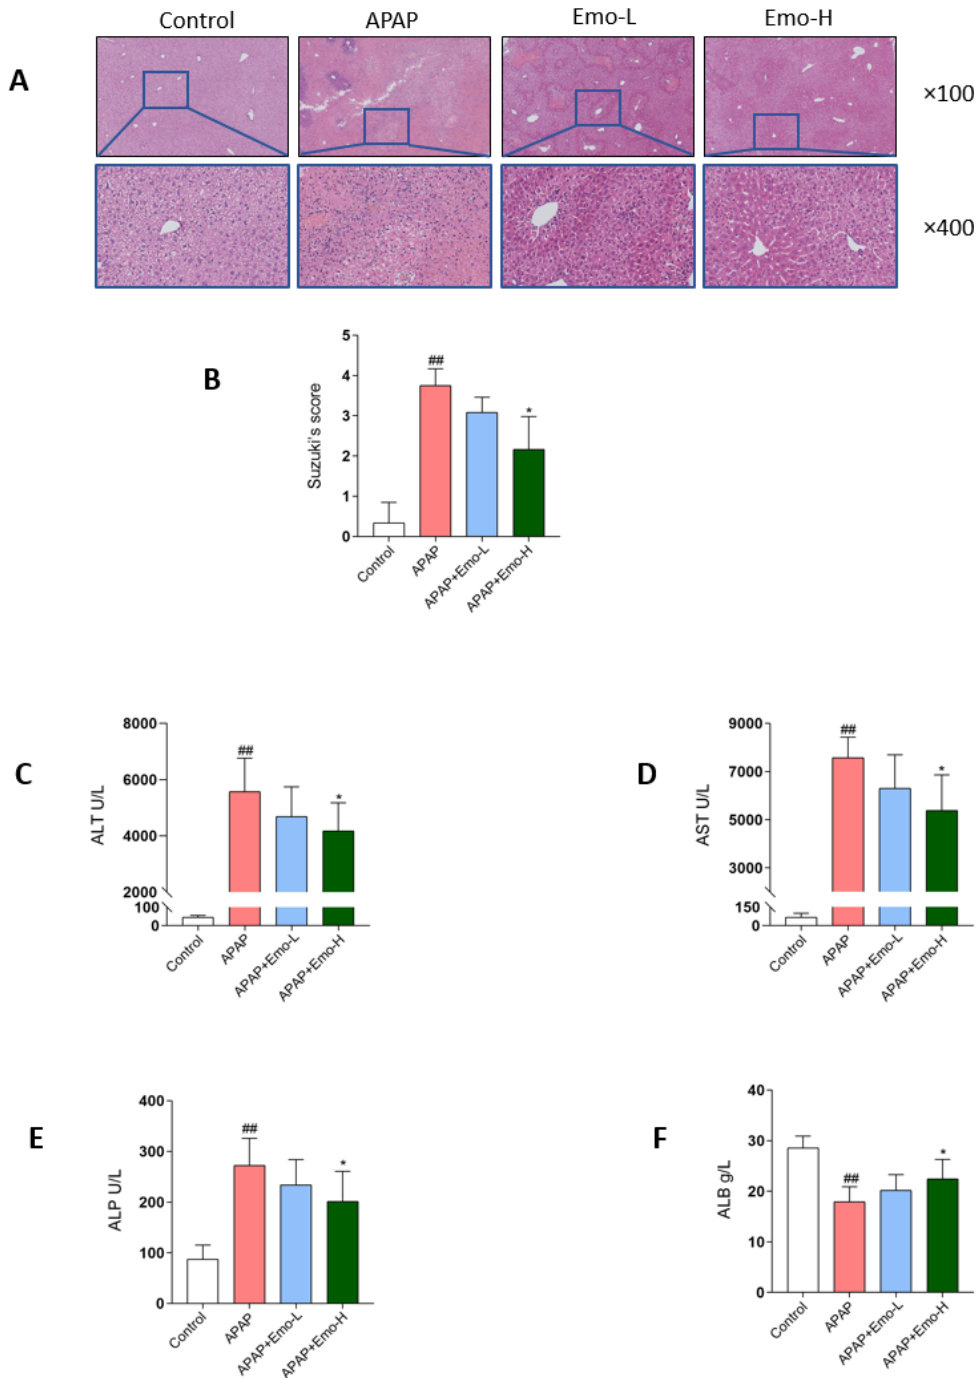 Control APAP Emo-L Emo-H
A
×100
×400
B
Suzuki's score
5
4
3
2
1
0
##
*
Control APAP APAP+Emo-L APAP+Emo-H
C
ALT U/L
8000
6000
4000
2000
100
0
##
*
Control APAP APAP+Emo-L APAP+Emo-H
D
AST U/L
9000
7000
5000
3000
150
0
##
*
Control APAP APAP+Emo-L APAP+Emo-H
E
ALP U/L
400
300
200
100
0
##
*
Control APAP APAP+Emo-L APAP+Emo-H
F
ALB g/L
40
30
20
10
0
##
*
Control APAP APAP+Emo-L APAP+Emo-H